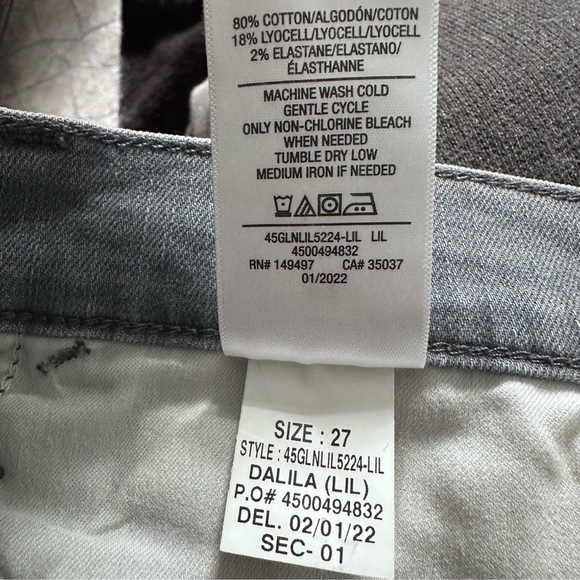 80% COTTON/ALGODÓN/COTON
18% LYOCELL/LYOCELL/LYOCELL
2% ELASTANE/ELASTANO/
ÉLASTHANNE
MACHINE WASH COLD
GENTLE CYCLE
ONLY NON-CHLORINE BLEACH
WHEN NEEDED
TUMBLE DRY LOW
MEDIUM IRON IF NEEDED
45GLNLIL5224-LIL LIL
4500494832
RN# 149497 CA# 35037
01/2022
SIZE : 27
STYLE : 45GLNLIL5224-LIL
DALILA (LIL)
P.O# 4500494832
DEL. 02/01/22
SEC- 01